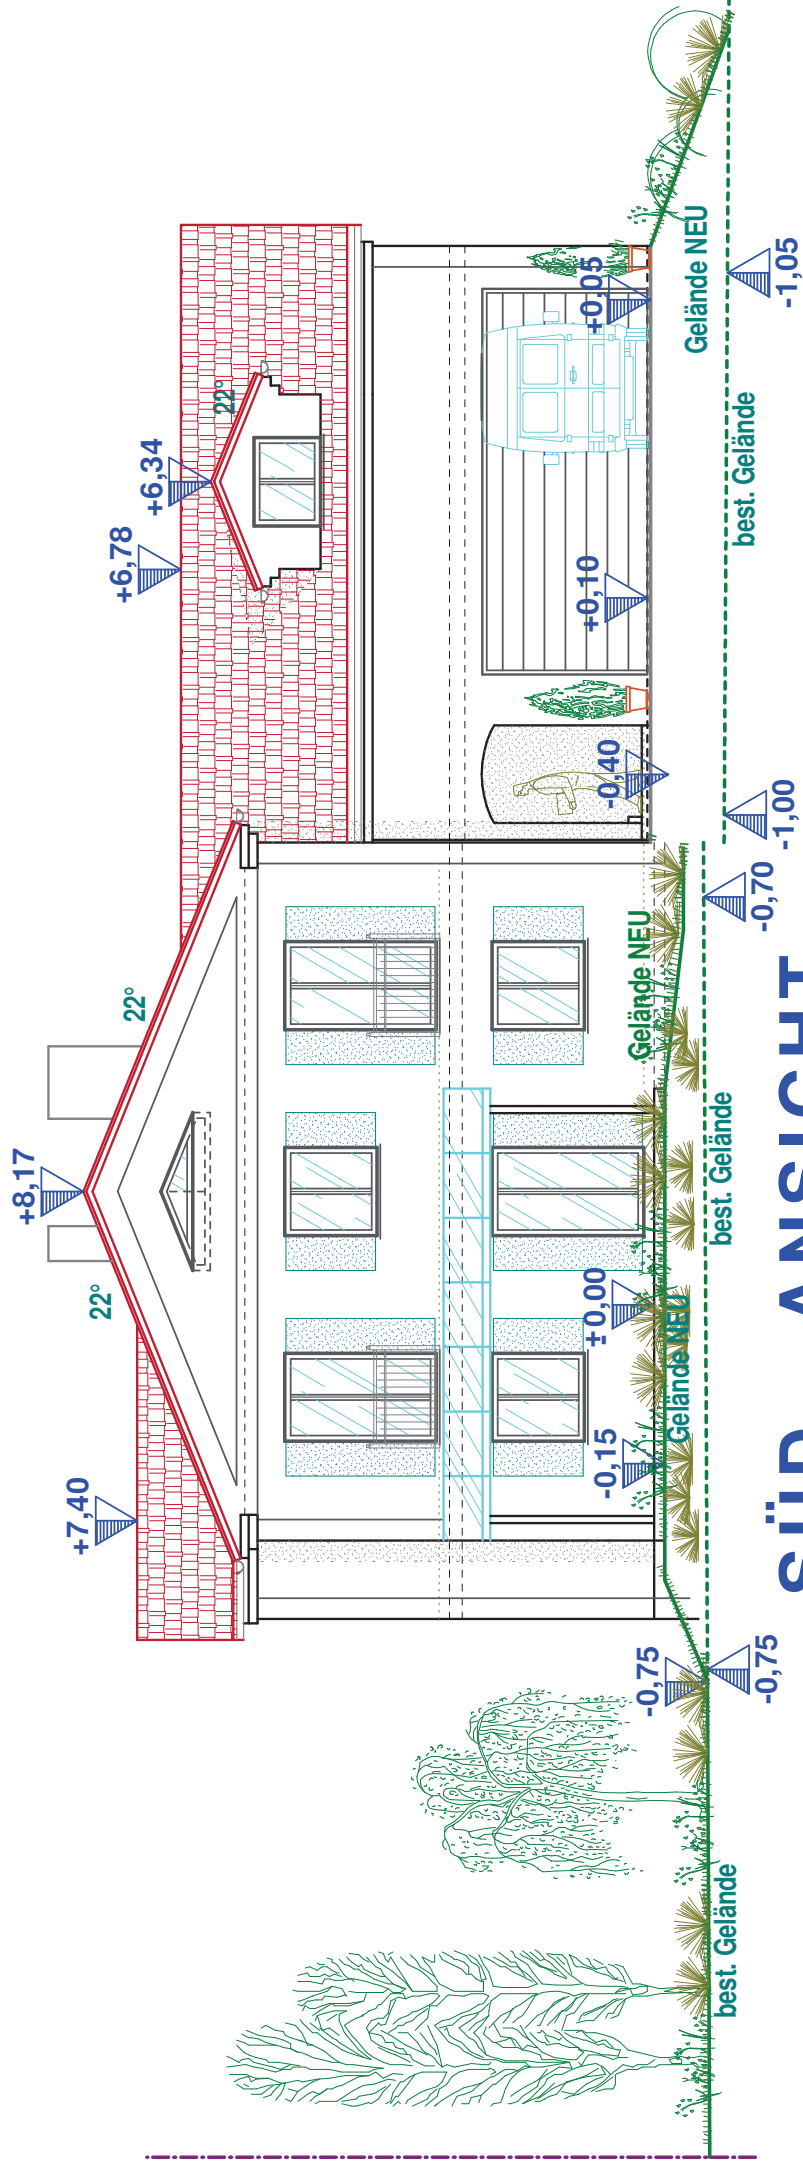 +8,17
+7,40
22°
22°
+6,78
+6,34
22°
±0,00
-0,15
Gelände NEU
Gelände NEU
-0,40
+0,10
+0,05
Gelände NEU
-0,75
-0,75
best. Gelände
best. Gelände
-0,70
-1,00
best. Gelände
-1,05
SÜD - ANSICHT